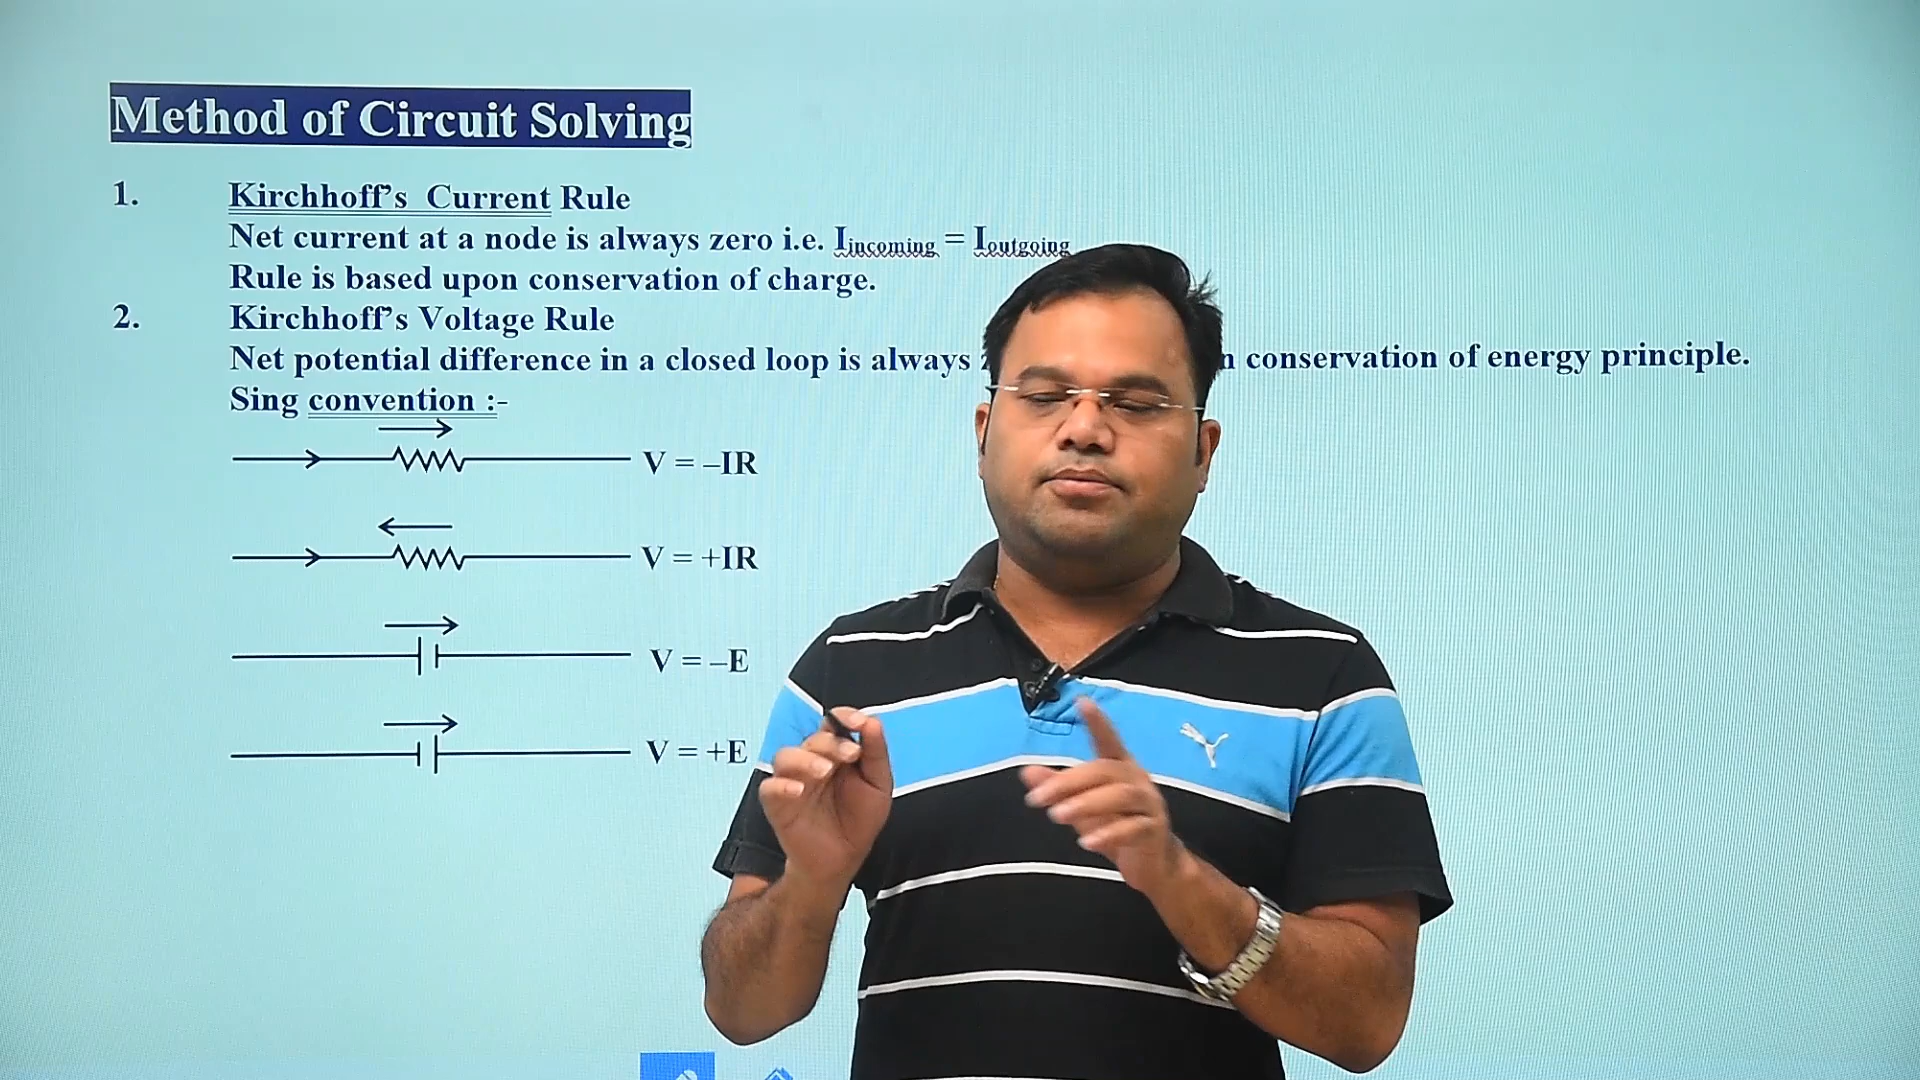 Method of Circuit Solving
1. Kirchhoff's Current Rule
Net current at a node is always zero i.e. Iincoming = Ioutgoing
Rule is based upon conservation of charge.
2. Kirchhoff's Voltage Rule
Net potential difference in a closed loop is always conservation of energy principle.
Sing convention :-
V = –IR
V = +IR
V = –E
V = +E